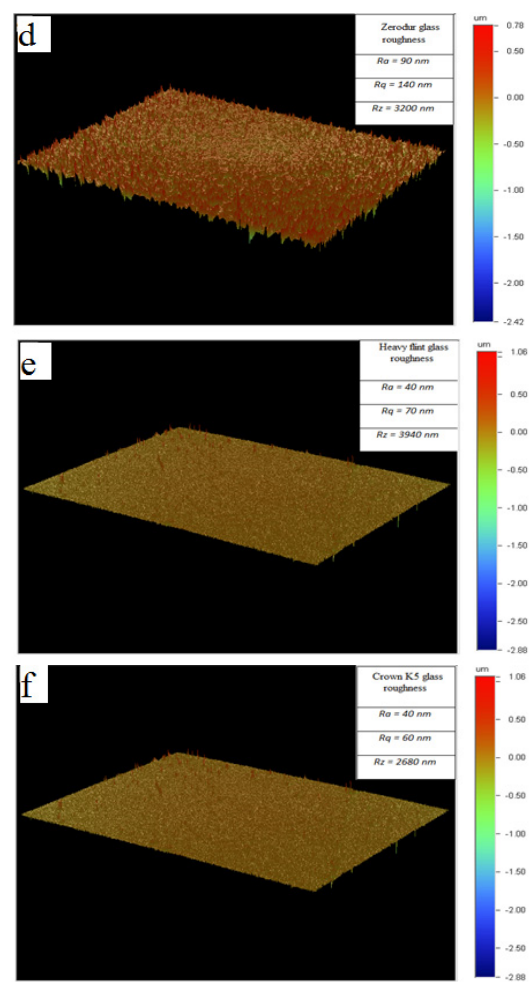 d
Zerodur glass
roughness
Ra = 90 nm
Rq = 140 nm
Rz = 3200 nm
um
0.78
0.50
0.00
-0.50
-1.00
-1.50
-2.00
-2.42
e
Heavy flint glass
roughness
Ra = 40 nm
Rq = 70 nm
Rz = 3940 nm
um
1.06
0.50
0.00
-0.50
-1.00
-1.50
-2.00
-2.50
-2.88
f
Crown K5 glass
roughness
Ra = 40 nm
Rq = 60 nm
Rz = 2680 nm
um
1.06
0.50
0.00
-0.50
-1.00
-1.50
-2.00
-2.50
-2.88